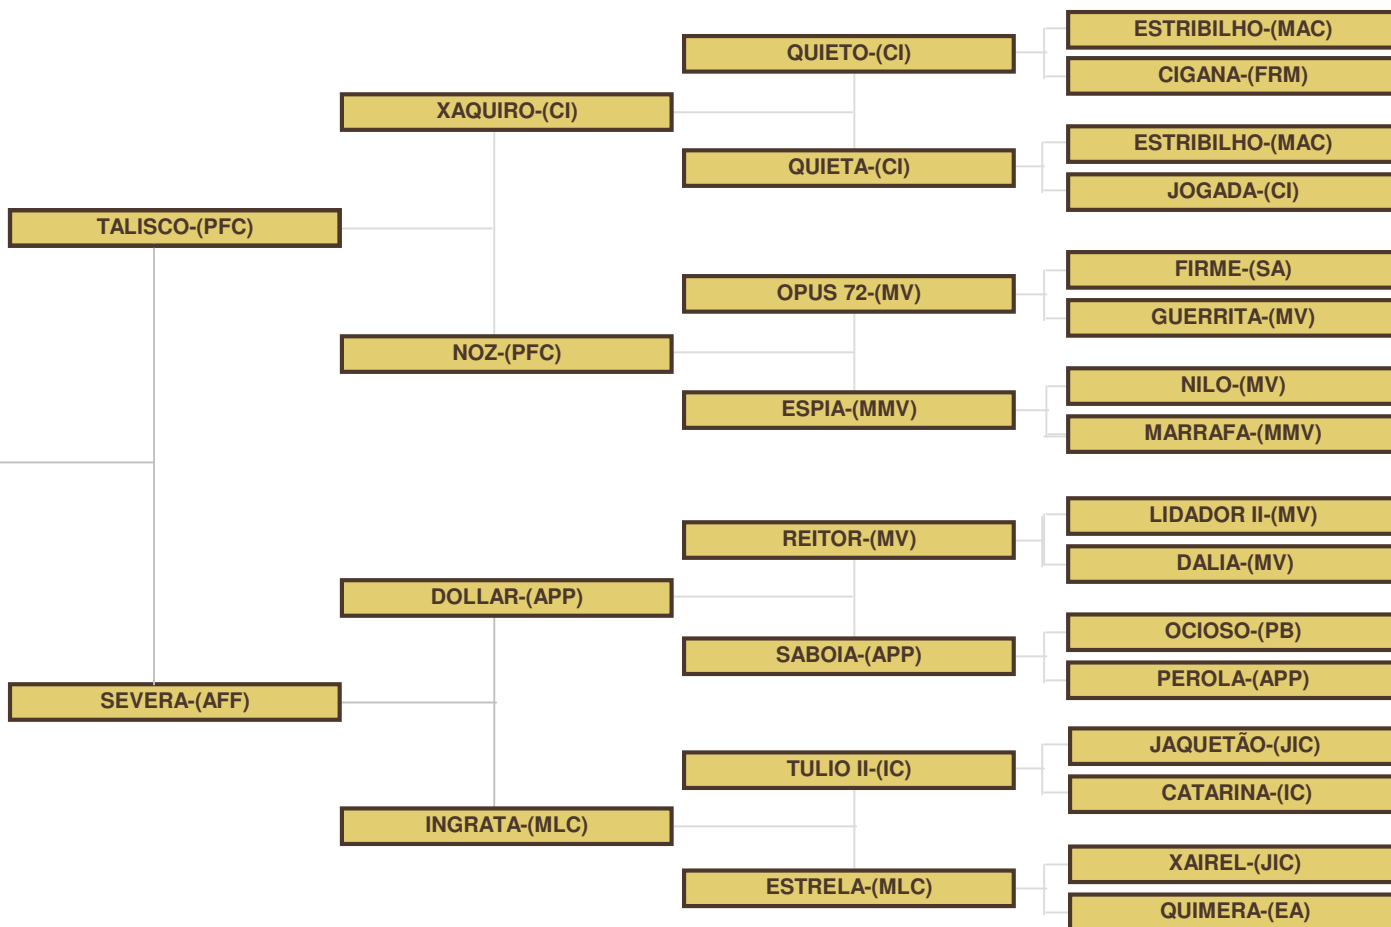 ESTRIBILHO-(MAC)
QUIETO-(CI)
CIGANA-(FRM)
XAQUIRO-(CI)
ESTRIBILHO-(MAC)
QUIETA-(CI)
JOGADA-(CI)
TALISCO-(PFC)
FIRME-(SA)
OPUS 72-(MV)
GUERRITA-(MV)
NOZ-(PFC)
NILO-(MV)
ESPIA-(MMV)
MARRAFA-(MMV)
LIDADOR II-(MV)
REITOR-(MV)
DALIA-(MV)
DOLLAR-(APP)
OCIOSO-(PB)
SABOIA-(APP)
PEROLA-(APP)
SEVERA-(AFF)
JAQUETÃO-(JIC)
TULIO II-(IC)
CATARINA-(IC)
INGRATA-(MLC)
XAIREL-(JIC)
ESTRELA-(MLC)
QUIMERA-(EA)